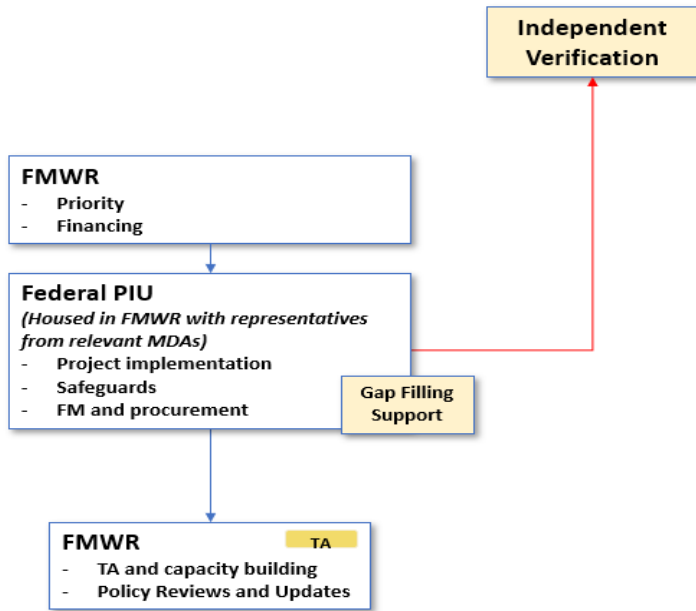 Independent
Verification
FMWR
- Priority
- Financing
Federal PIU
(Housed in FMWR with representatives
from relevant MDAs)
- Project implementation
- Safeguards
- FM and procurement
Gap Filling
Support
FMWR
TA
- TA and capacity building
- Policy Reviews and Updates